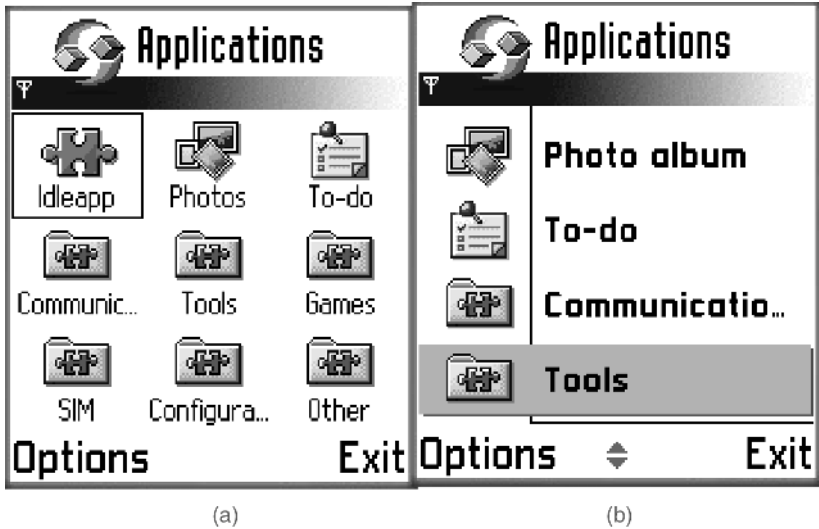 Applications
Idleapp Photos To-do
Communic... Tools Games
SIM Configura... Other
Options Exit
(a)
Applications
Photo album
To-do
Communicatio...
Tools
Options Exit
(b)